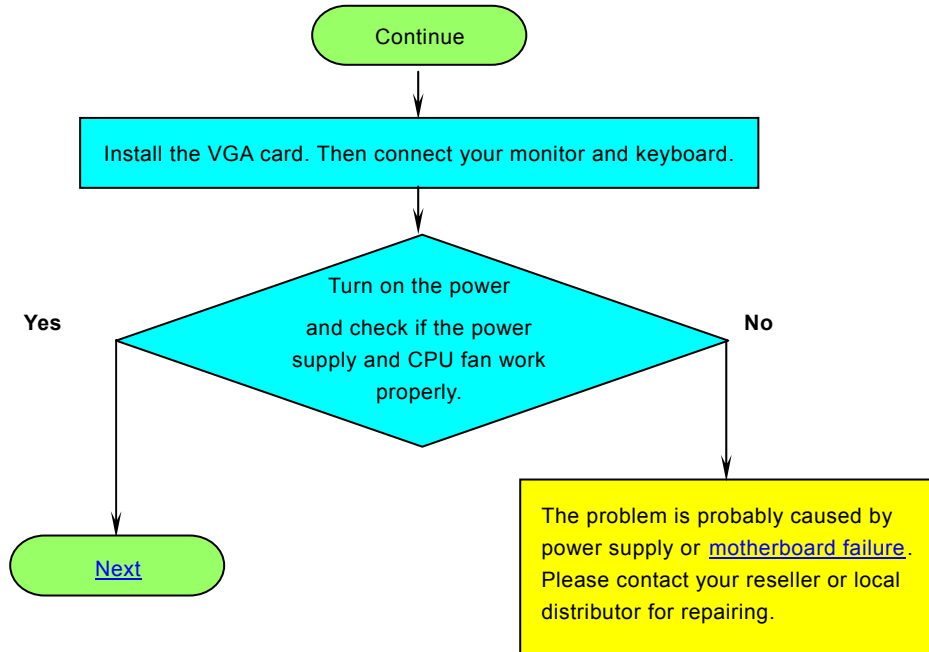 Continue
Install the VGA card. Then connect your monitor and keyboard.
Turn on the power
and check if the power
supply and CPU fan work
properly.
Yes
No
Next
The problem is probably caused by
power supply or motherboard failure.
Please contact your reseller or local
distributor for repairing.